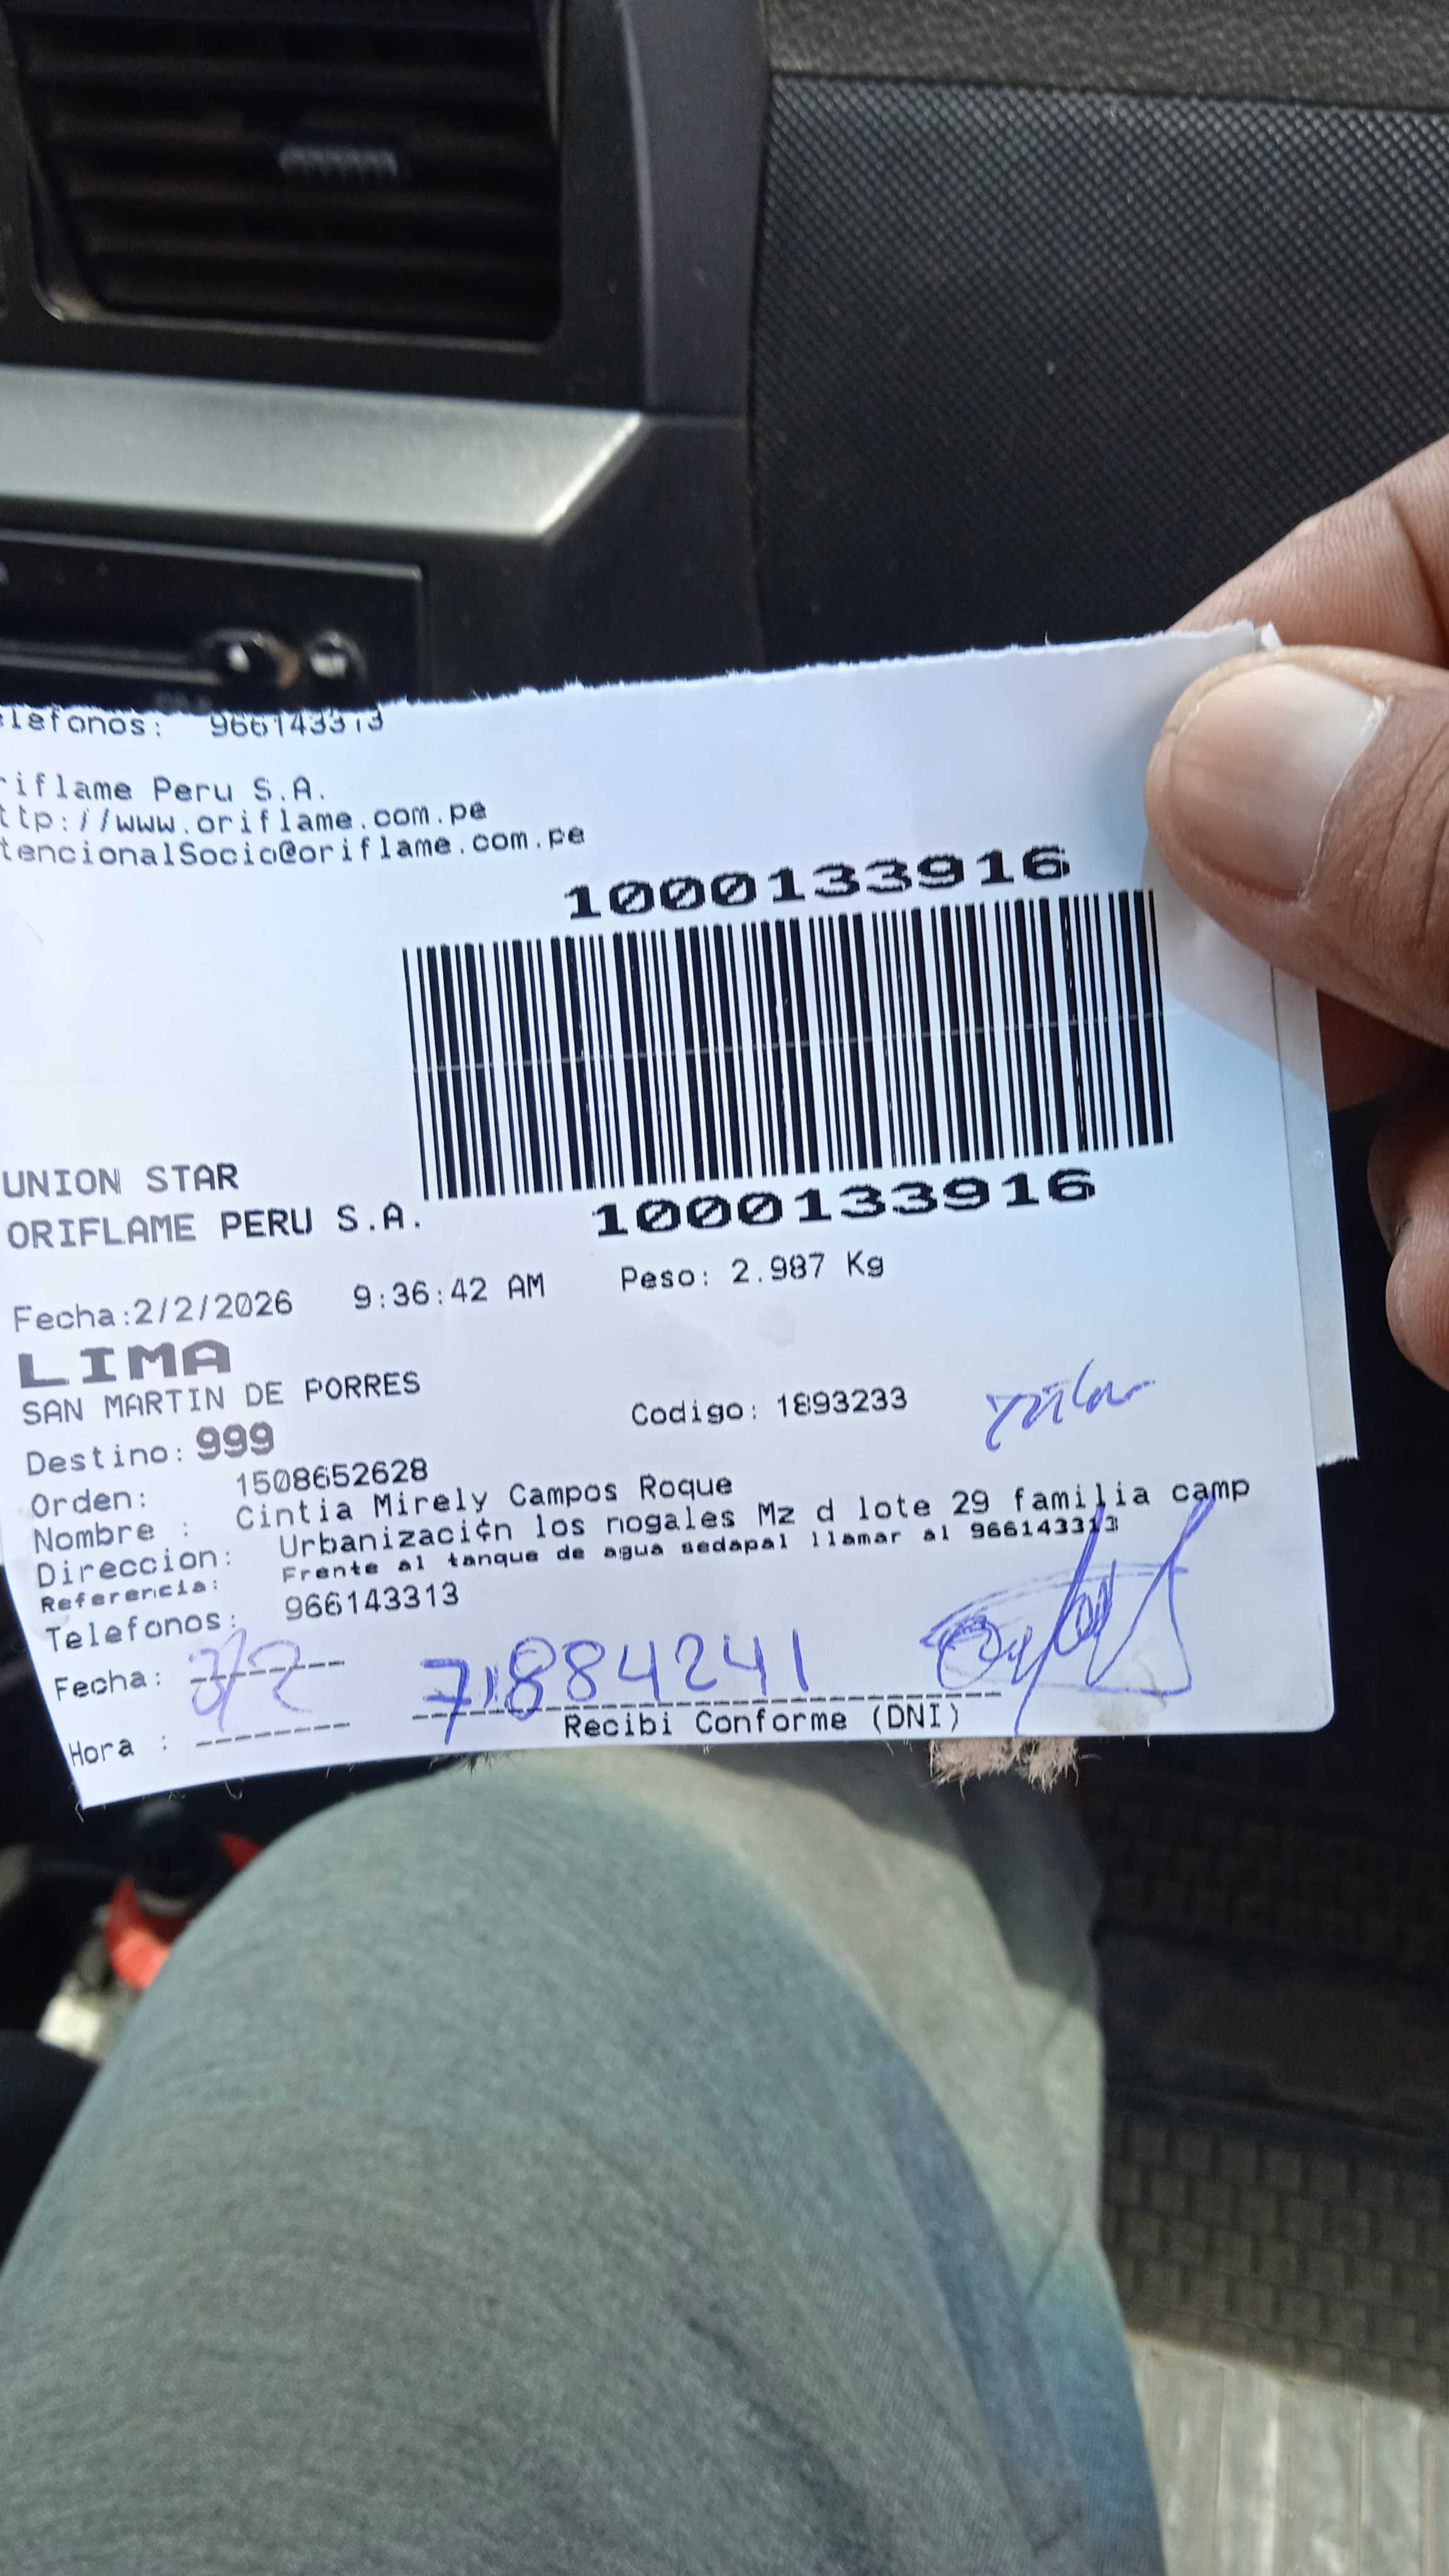 lefonos: 966143313
riflame Peru S.A.
ttp://www.oriflame.com.pe
tencionalSocio@oriflame.com.pe
1000133916
UNION STAR
ORIFLAME PERU S.A.
1000133916
Fecha:2/2/2026 9:36:42 AM Peso: 2.987 Kg
LIMA
SAN MARTIN DE PORRES
Destino: 999 Codigo: 1893233
Orden: 1508652628
Nombre : Cintia Mirely Campos Roque
Direccion: Urbanizaci¢n los nogales Mz d lote 29 familia camp
Referencia: Frente al tanque de agua sedapal llamar al 966143313
Telefonos: 966143313
Fecha: 3/2 71884241
Hora :
Recibi Conforme (DNI)